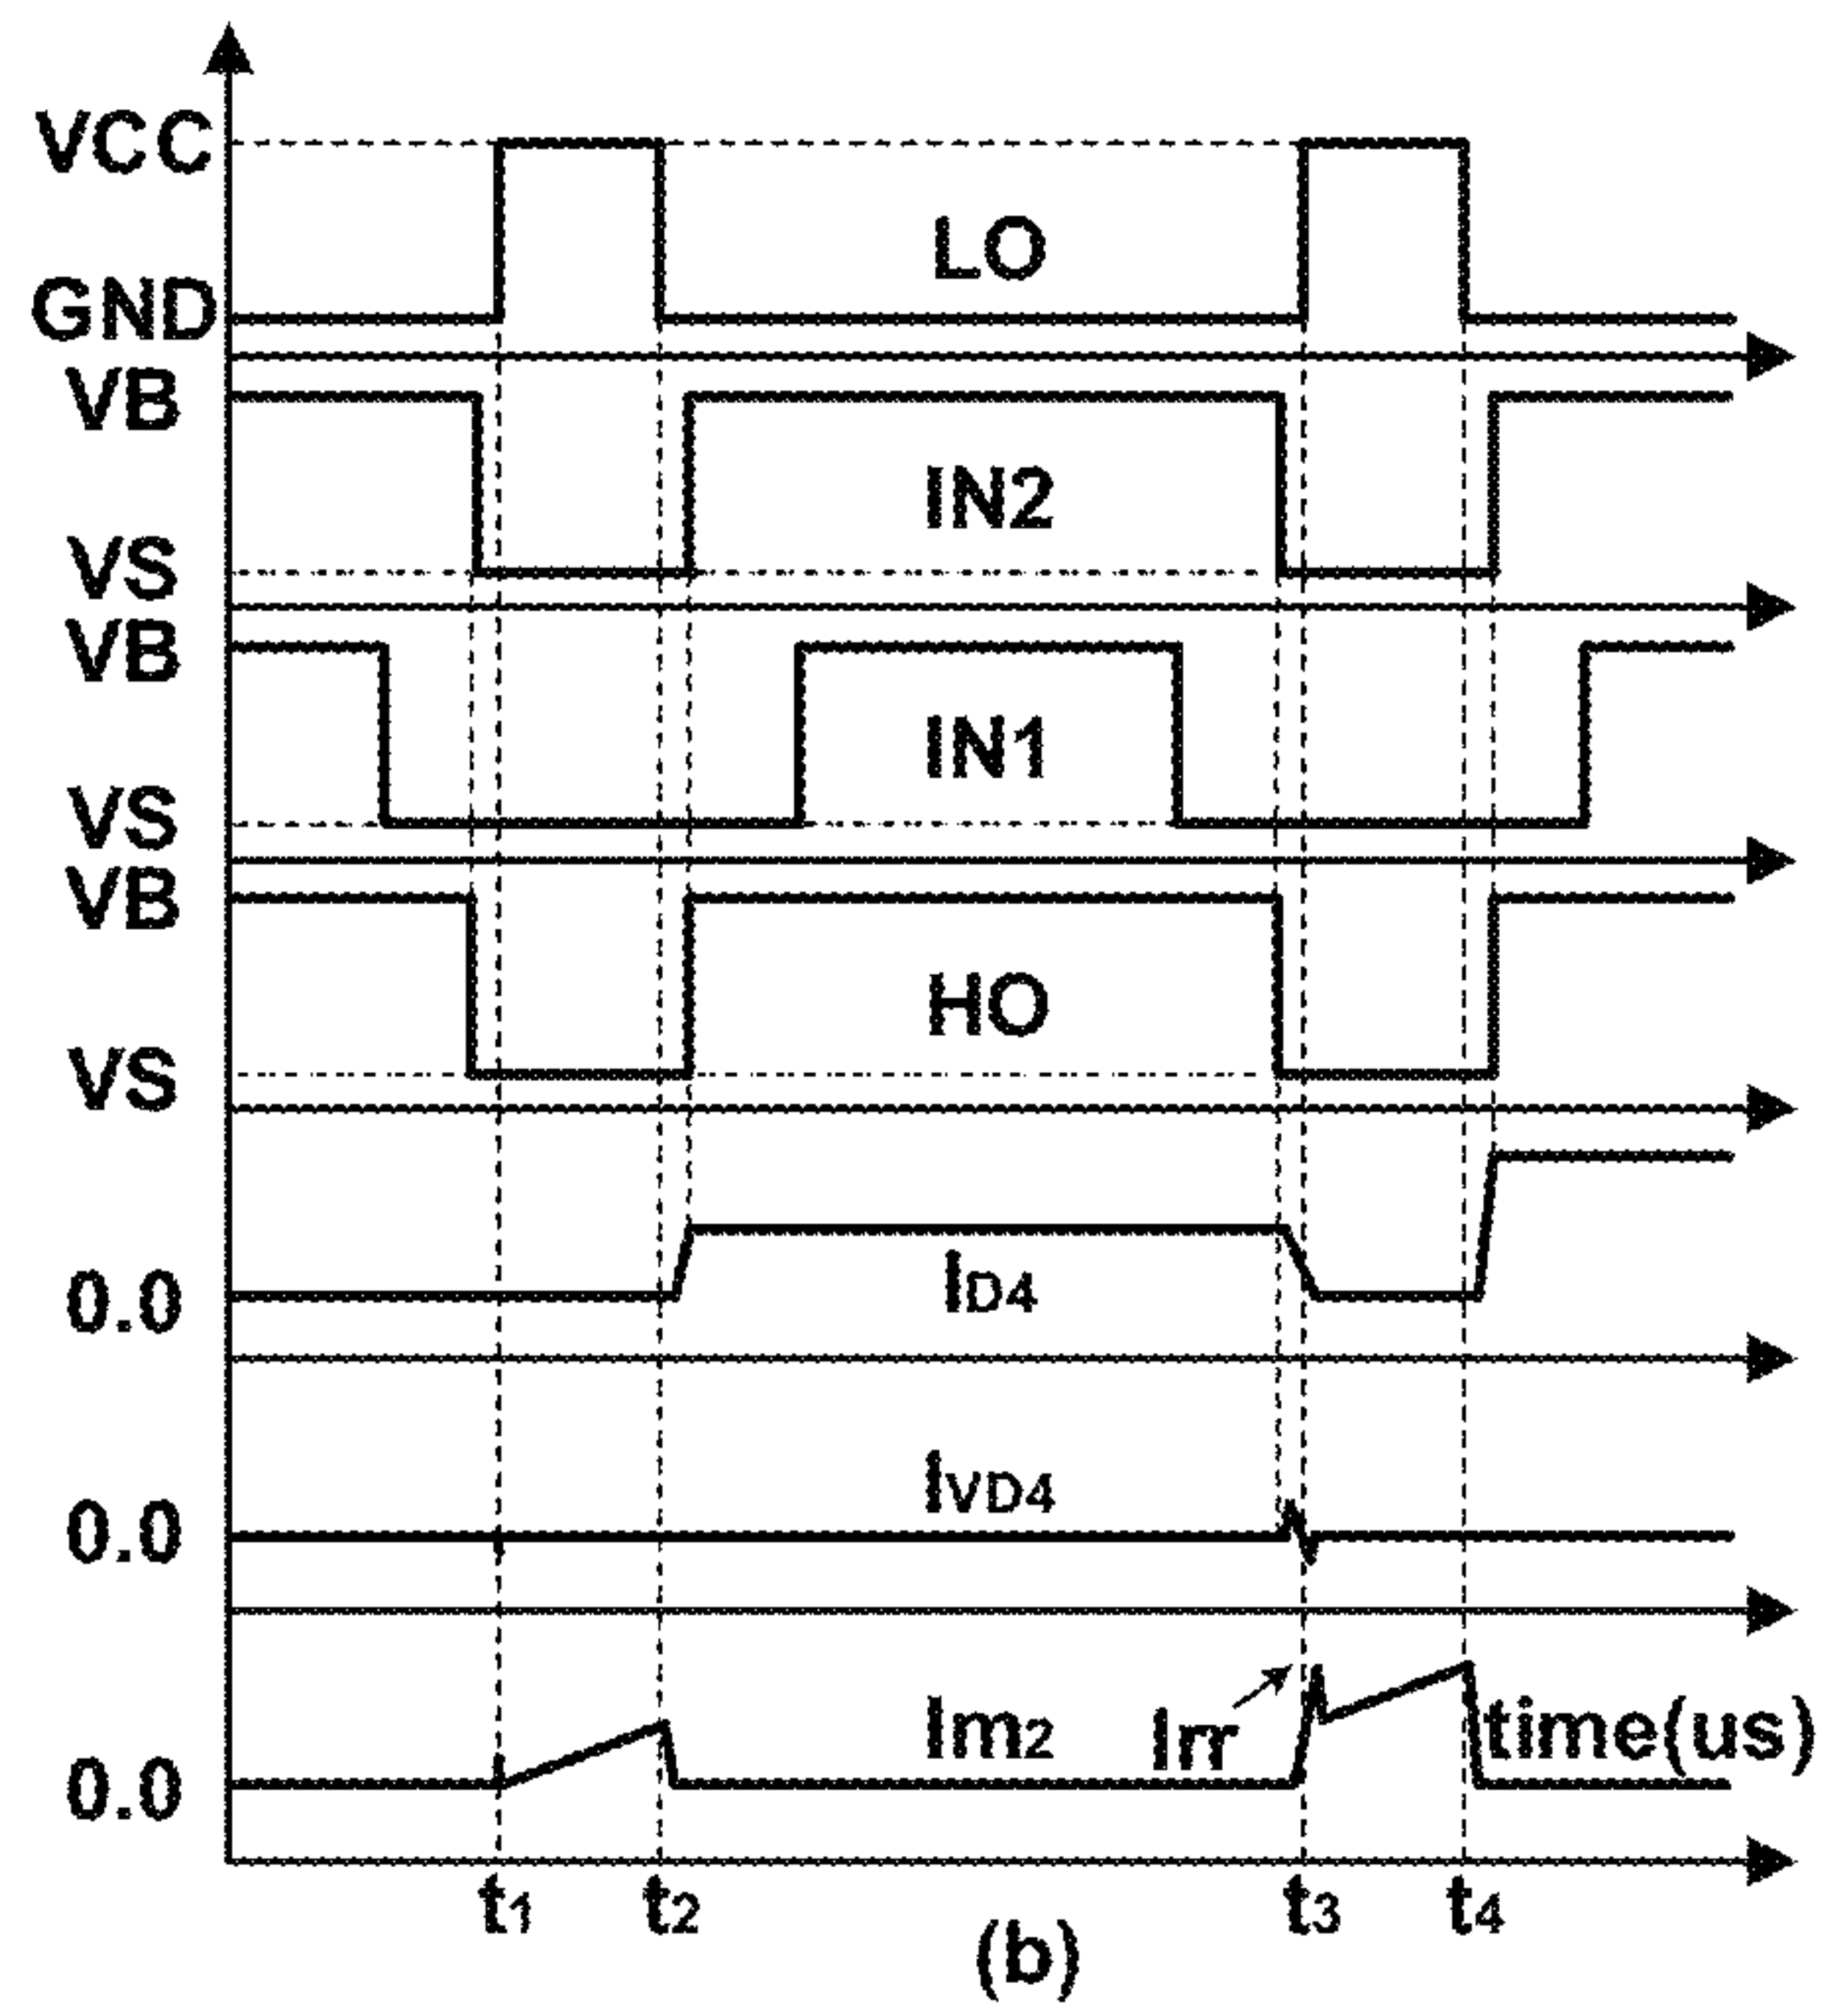 VCC
LO
GND
VB
IN2
VS
VB
IN1
VS
VB
HO
VS
0.0
ID4
IVD4
0.0
Irr
Im2
time(us)
0.0
t1
t2
t3
t4
(b)